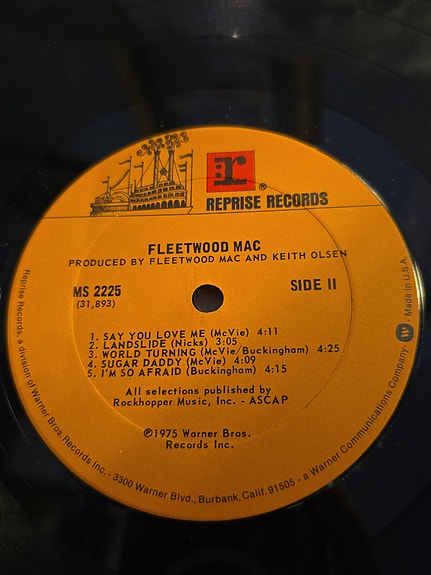 r®
REPRISE RECORDS
FLEETWOOD MAC
PRODUCED BY FLEETWOOD MAC AND KEITH OLSEN
MS 2225
(31,893)
SIDE II
1. SAY YOU LOVE ME (McVie) 4:11
2. LANDSLIDE (Nicks) 3:05
3. WORLD TURNING (McVie/Buckingham) 4:25
4. SUGAR DADDY (McVie) 4:09
5. I'M SO AFRAID (Buckingham) 4:15
All selections published by
Rockhopper Music, Inc. - ASCAP
℗1975 Warner Bros.
Records Inc.
Reprise Records, a division of Warner Bros. Records Inc. · 3300 Warner Blvd., Burbank, Calif. 91505 · a Warner Communications Company W · Made in U.S.A.